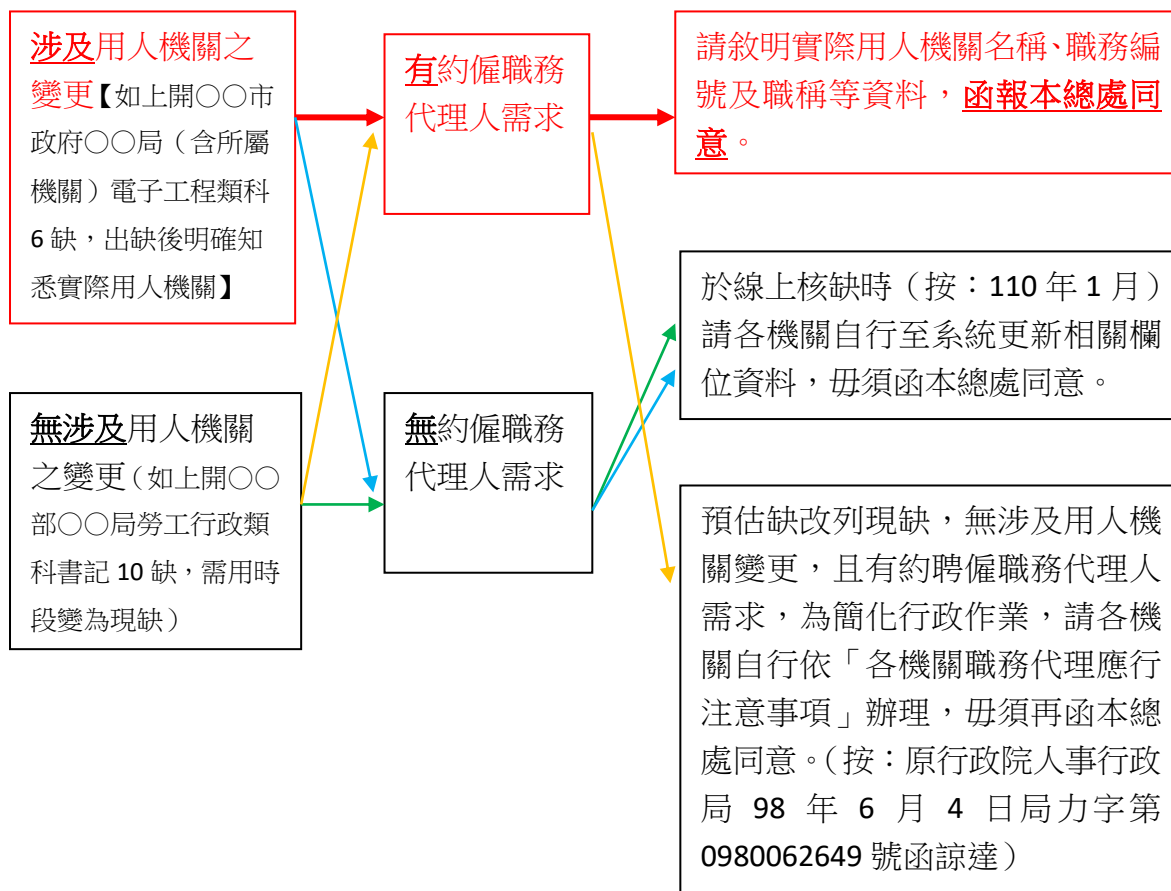 涉及用人機關之
變更【如上開○○市
政府○○局（含所屬
機關）電子工程類科
6 缺，出缺後明確知
悉實際用人機關】
有約僱職務
代理人需求
請敘明實際用人機關名稱、職務編
號及職稱等資料，函報本總處同
意。
無涉及用人機關
之變更（如上開○○
部○○局勞工行政類
科書記 10 缺，需用時
段變為現缺）
無約僱職務
代理人需求
於線上核缺時（按：110 年 1 月）
請各機關自行至系統更新相關欄
位資料，毋須函本總處同意。
預估缺改列現缺，無涉及用人機
關變更，且有約聘僱職務代理人
需求，為簡化行政作業，請各機
關自行依「各機關職務代理應行
注意事項」辦理，毋須再函本總
處同意。（按：原行政院人事行政
局 98 年 6 月 4 日局力字第
0980062649 號函諒達）